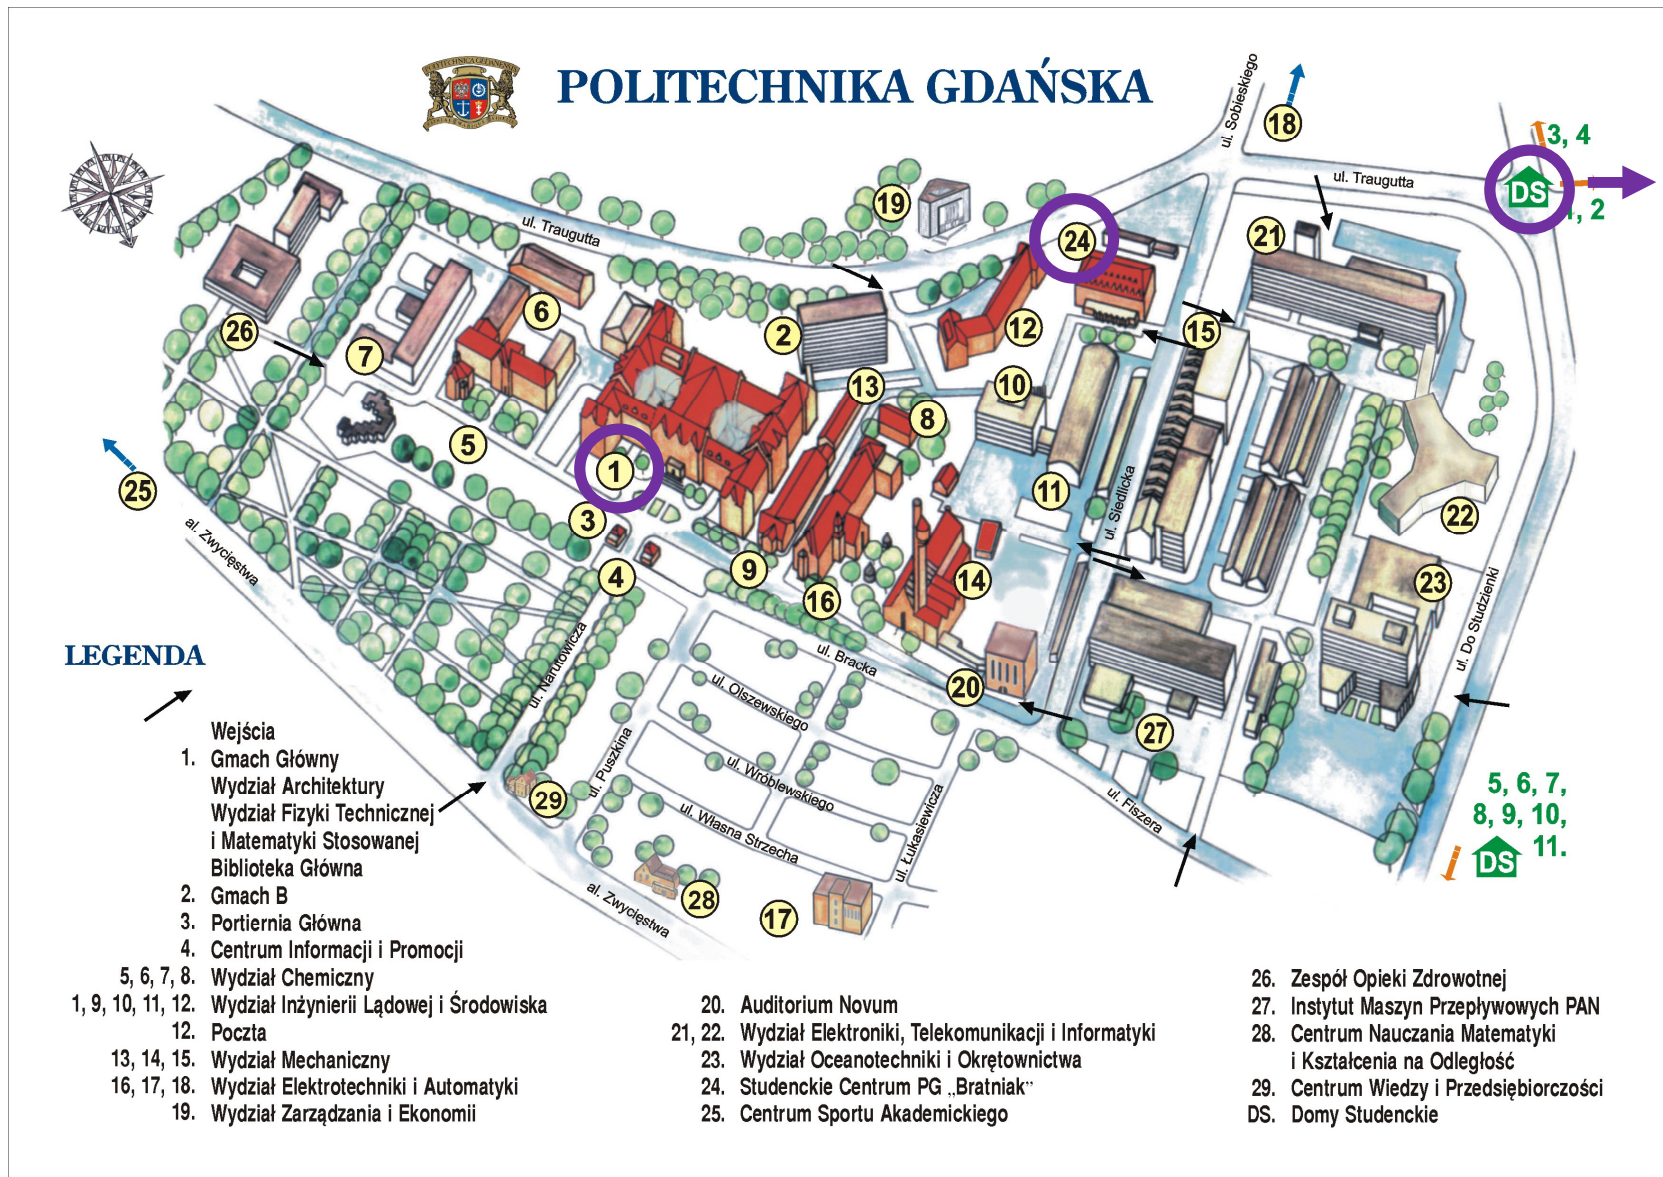 POLITECHNIKA GDAŃSKA
ul. Sobieskiego
18
3, 4
DS
1, 2
ul. Traugutta
19
24
21
ul. Traugutta
26
7
6
2
12
15
13
10
8
5
1
11
ul. Siedlicka
22
25
al. Zwycięstwa
3
4
9
16
14
23
ul. Do Studzienki
ul. Narutowicza
ul. Bracka
20
27
ul. Olszewskiego
ul. Puszkina
ul. Wróblewskiego
ul. Własna Strzecha
ul. Łukasiewicza
ul. Fiszera
29
28
17
al. Zwycięstwa
5, 6, 7,
8, 9, 10,
DS 11.
LEGENDA
Wejścia
1. Gmach Główny
Wydział Architektury
Wydział Fizyki Technicznej
i Matematyki Stosowanej
Biblioteka Główna
2. Gmach B
3. Portiernia Główna
4. Centrum Informacji i Promocji
5, 6, 7, 8. Wydział Chemiczny
1, 9, 10, 11, 12. Wydział Inżynierii Lądowej i Środowiska
12. Poczta
13, 14, 15. Wydział Mechaniczny
16, 17, 18. Wydział Elektrotechniki i Automatyki
19. Wydział Zarządzania i Ekonomii
20. Auditorium Novum
21, 22. Wydział Elektroniki, Telekomunikacji i Informatyki
23. Wydział Oceanotechniki i Okrętownictwa
24. Studenckie Centrum PG „Bratniak”
25. Centrum Sportu Akademickiego
26. Zespół Opieki Zdrowotnej
27. Instytut Maszyn Przepływowych PAN
28. Centrum Nauczania Matematyki
i Kształcenia na Odległość
29. Centrum Wiedzy i Przedsiębiorczości
DS. Domy Studenckie